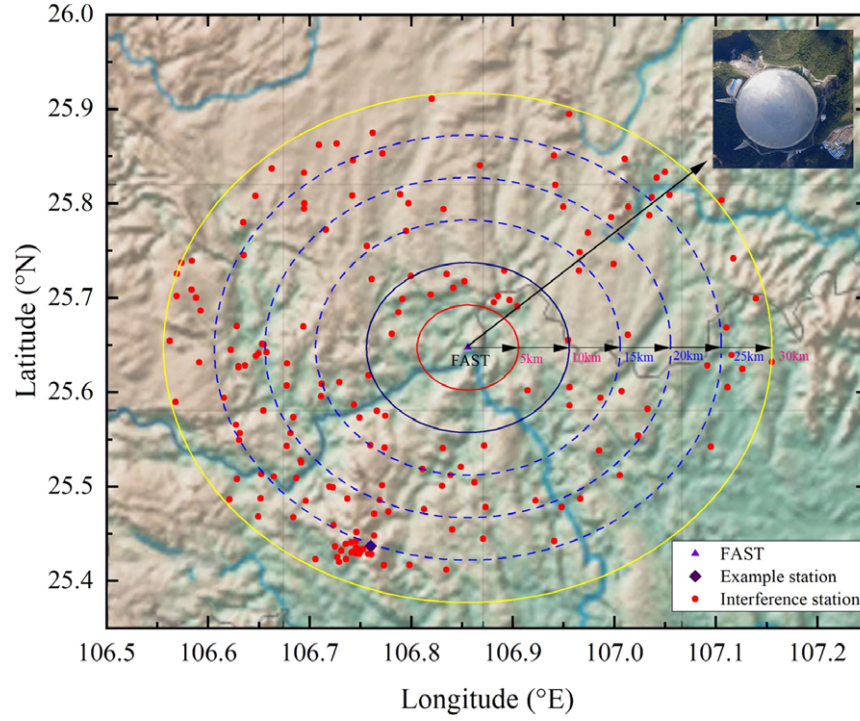 26.0
25.9
25.8
25.7
25.6
25.5
25.4
Latitude (°N)
FAST
5km
10km
15km
20km
25km
30km
FAST
Example station
Interference station
106.5
106.6
106.7
106.8
106.9
107.0
107.1
107.2
Longitude (°E)